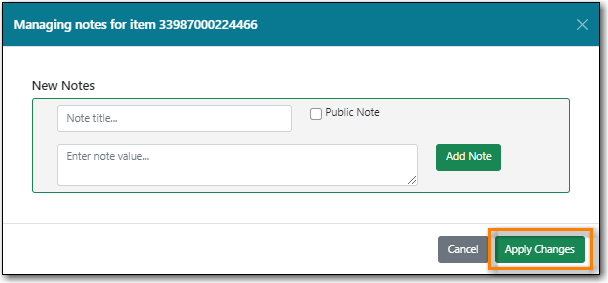 Managing notes for item 33987000224466
New Notes
Note title...
Public Note
Enter note value...
Add Note
Cancel
Apply Changes